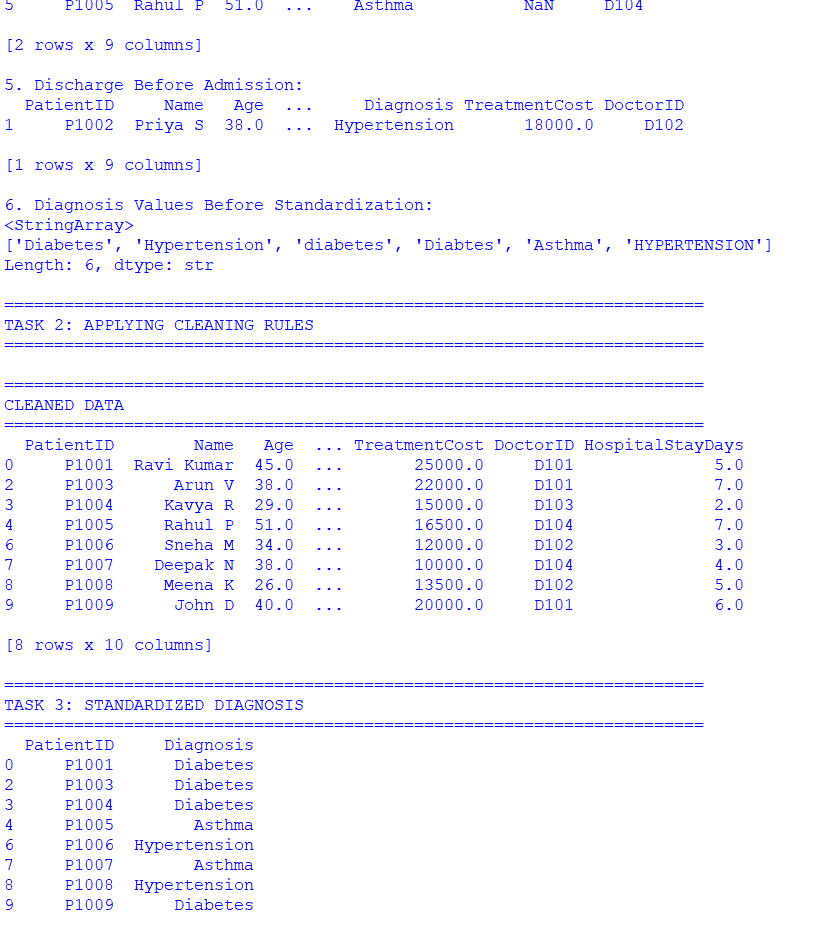 5     P1005  Rahul P  51.0  ...    Asthma           NaN     D104
[2 rows x 9 columns]
5. Discharge Before Admission:
  PatientID     Name   Age  ...     Diagnosis TreatmentCost DoctorID
1     P1002  Priya S  38.0  ...  Hypertension       18000.0     D102
[1 rows x 9 columns]
6. Diagnosis Values Before Standardization:
<StringArray>
['Diabetes', 'Hypertension', 'diabetes', 'Diabtes', 'Asthma', 'HYPERTENSION']
Length: 6, dtype: str
======================================================================
TASK 2: APPLYING CLEANING RULES
======================================================================
======================================================================
CLEANED DATA
======================================================================
  PatientID        Name   Age  ... TreatmentCost DoctorID HospitalStayDays
0     P1001  Ravi Kumar  45.0  ...       25000.0     D101              5.0
2     P1003      Arun V  38.0  ...       22000.0     D101              7.0
3     P1004     Kavya R  29.0  ...       15000.0     D103              2.0
4     P1005     Rahul P  51.0  ...       16500.0     D104              7.0
6     P1006     Sneha M  34.0  ...       12000.0     D102              3.0
7     P1007    Deepak N  38.0  ...       10000.0     D104              4.0
8     P1008     Meena K  26.0  ...       13500.0     D102              5.0
9     P1009      John D  40.0  ...       20000.0     D101              6.0
[8 rows x 10 columns]
======================================================================
TASK 3: STANDARDIZED DIAGNOSIS
======================================================================
  PatientID     Diagnosis
0     P1001      Diabetes
2     P1003      Diabetes
3     P1004      Diabetes
4     P1005        Asthma
6     P1006  Hypertension
7     P1007        Asthma
8     P1008  Hypertension
9     P1009      Diabetes